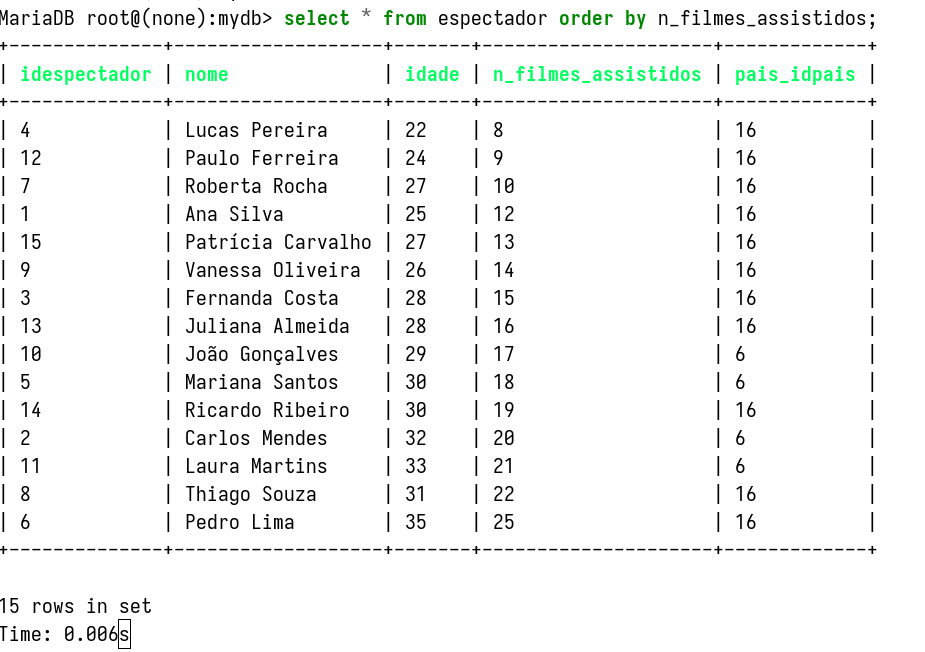 MariaDB root@(none):mydb> select * from espectador order by n_filmes_assistidos;
+--------------+-------------------+-------+---------------------+-------------+
| idespectador | nome              | idade | n_filmes_assistidos | pais_idpais |
+--------------+-------------------+-------+---------------------+-------------+
| 4            | Lucas Pereira     | 22    | 8                   | 16          |
| 12           | Paulo Ferreira    | 24    | 9                   | 16          |
| 7            | Roberta Rocha     | 27    | 10                  | 16          |
| 1            | Ana Silva         | 25    | 12                  | 16          |
| 15           | Patrícia Carvalho | 27    | 13                  | 16          |
| 9            | Vanessa Oliveira  | 26    | 14                  | 16          |
| 3            | Fernanda Costa    | 28    | 15                  | 16          |
| 13           | Juliana Almeida   | 28    | 16                  | 16          |
| 10           | João Gonçalves    | 29    | 17                  | 6           |
| 5            | Mariana Santos    | 30    | 18                  | 6           |
| 14           | Ricardo Ribeiro   | 30    | 19                  | 16          |
| 2            | Carlos Mendes     | 32    | 20                  | 6           |
| 11           | Laura Martins     | 33    | 21                  | 6           |
| 8            | Thiago Souza      | 31    | 22                  | 16          |
| 6            | Pedro Lima        | 35    | 25                  | 16          |
+--------------+-------------------+-------+---------------------+-------------+
15 rows in set
Time: 0.006s